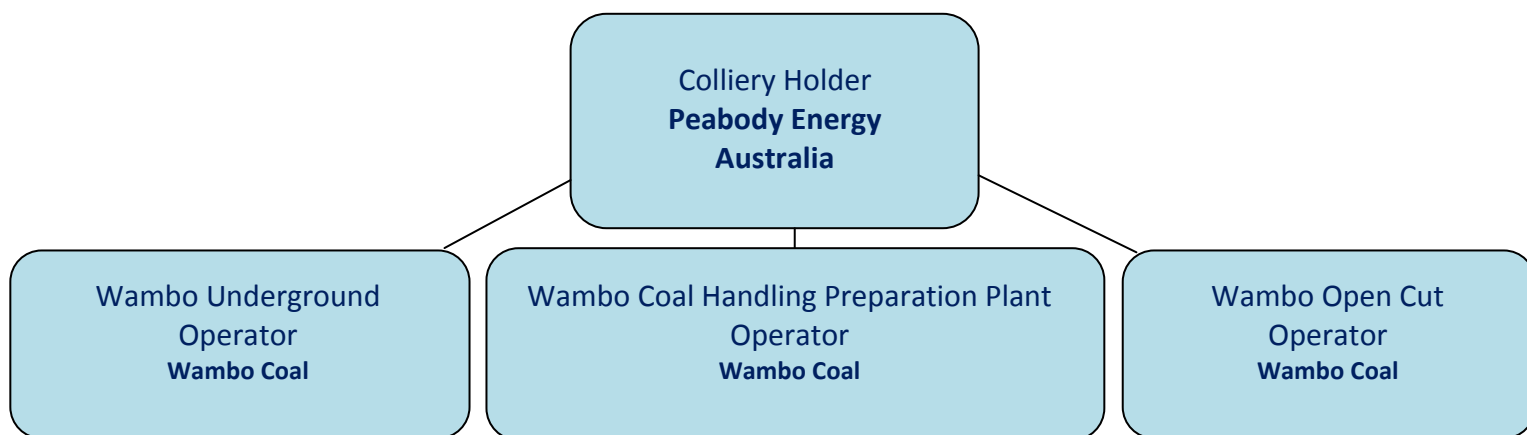 Colliery Holder
Peabody Energy
Australia
Wambo Underground
Operator
Wambo Coal
Wambo Coal Handling Preparation Plant
Operator
Wambo Coal
Wambo Open Cut
Operator
Wambo Coal